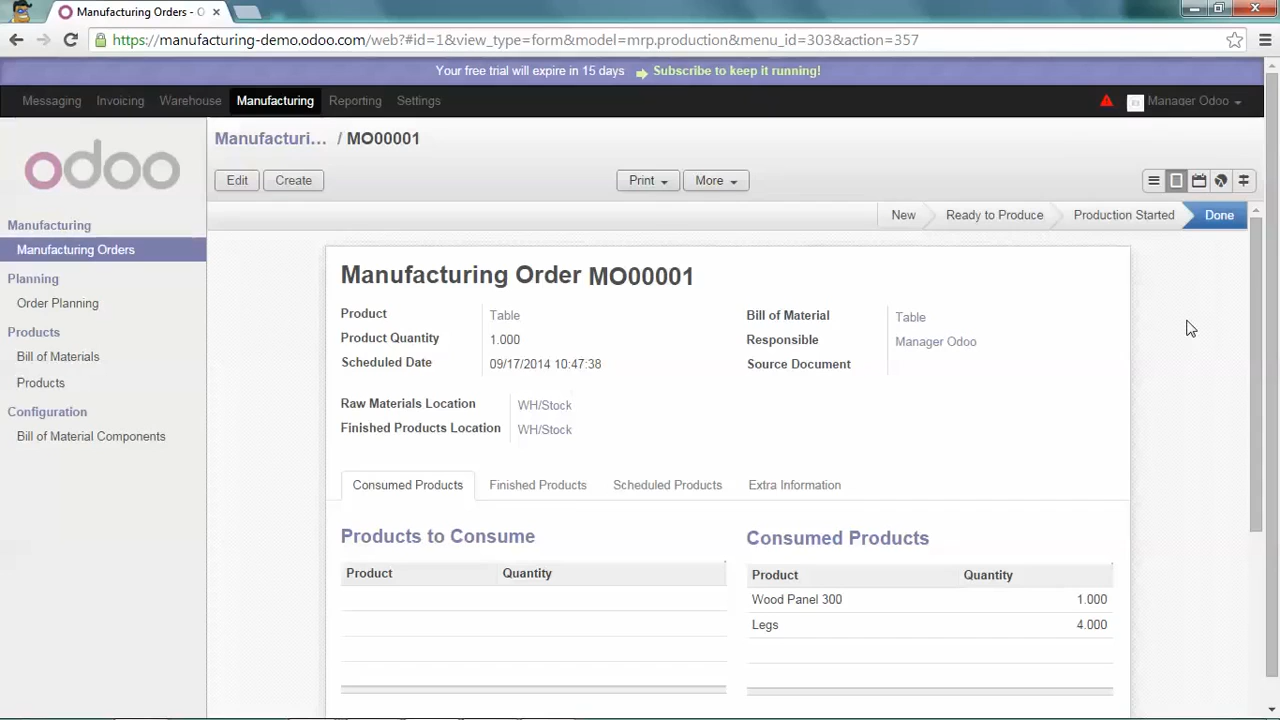 Manufacturing Orders - O
https://manufacturing-demo.odoo.com/web?#id=1&view_type=form&model=mrp.production&menu_id=303&action=357
Your free trial will expire in 15 days Subscribe to keep it running!
Messaging Invoicing Warehouse Manufacturing Reporting Settings Manager Odoo
odoo
Manufacturi... / MO00001
Edit Create Print More
New Ready to Produce Production Started Done
Manufacturing
Manufacturing Orders
Planning
Order Planning
Products
Bill of Materials
Products
Configuration
Bill of Material Components
Manufacturing Order MO00001
Product Table Bill of Material Table
Product Quantity 1.000 Responsible Manager Odoo
Scheduled Date 09/17/2014 10:47:38 Source Document
Raw Materials Location WH/Stock
Finished Products Location WH/Stock
Consumed Products Finished Products Scheduled Products Extra Information
Products to Consume Consumed Products
Product Quantity Product Quantity
Wood Panel 300 1.000
Legs 4.000